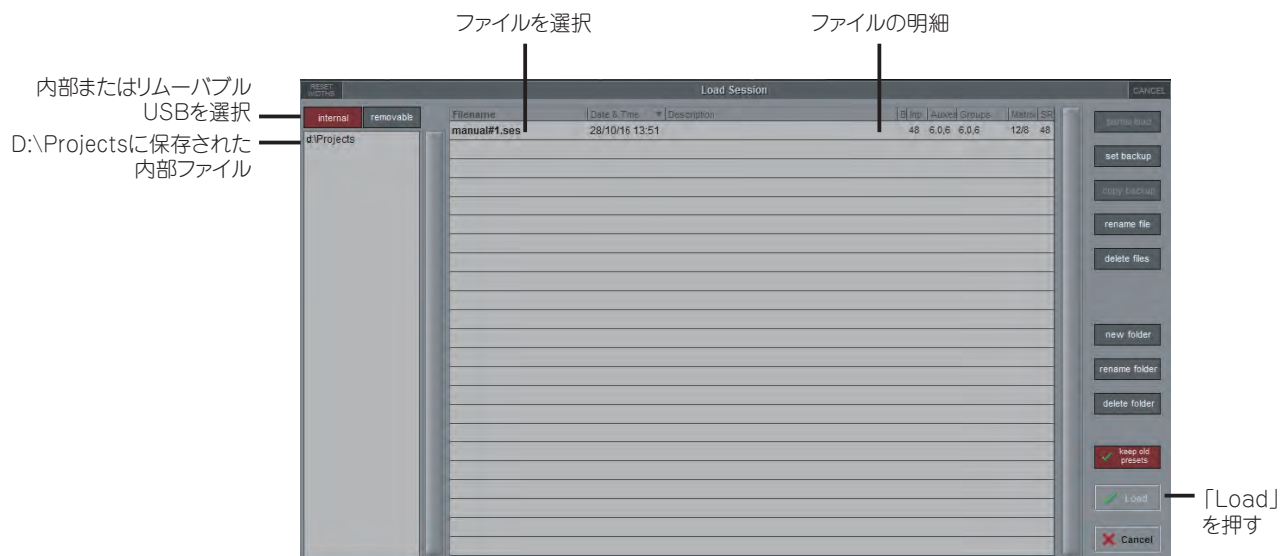 ファイルを選択
ファイルの明細
内部またはリムーバブル
USBを選択
D:\Projectsに保存された
内部ファイル
RESET
WIDTHS
Load Session
CANCEL
internal
removable
d:\Projects
Filename
Date & Time
Description
B
Inp
Auxes
Groups
Matrix
SR
manual#1.ses
28/10/16 13:51
48
6,0,6
6,0,6
12/8
48
partial load
set backup
copy backup
rename file
delete files
new folder
rename folder
delete folder
keep old
presets
Load
Cancel
「Load」
を押す